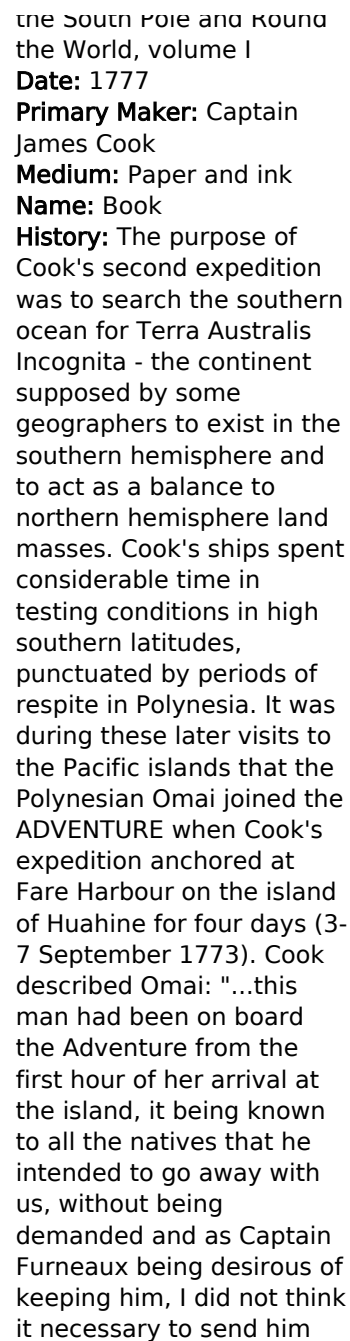 the South Pole and Round
the World, volume I
Date: 1777
Primary Maker: Captain
James Cook
Medium: Paper and ink
Name: Book
History: The purpose of
Cook's second expedition
was to search the southern
ocean for Terra Australis
Incognita - the continent
supposed by some
geographers to exist in the
southern hemisphere and
to act as a balance to
northern hemisphere land
masses. Cook's ships spent
considerable time in
testing conditions in high
southern latitudes,
punctuated by periods of
respite in Polynesia. It was
during these later visits to
the Pacific islands that the
Polynesian Omai joined the
ADVENTURE when Cook's
expedition anchored at
Fare Harbour on the island
of Huahine for four days (3-
7 September 1773). Cook
described Omai: "...this
man had been on board
the Adventure from the
first hour of her arrival at
the island, it being known
to all the natives that he
intended to go away with
us, without being
demanded and as Captain
Furneaux being desirous of
keeping him, I did not think
it necessary to send him